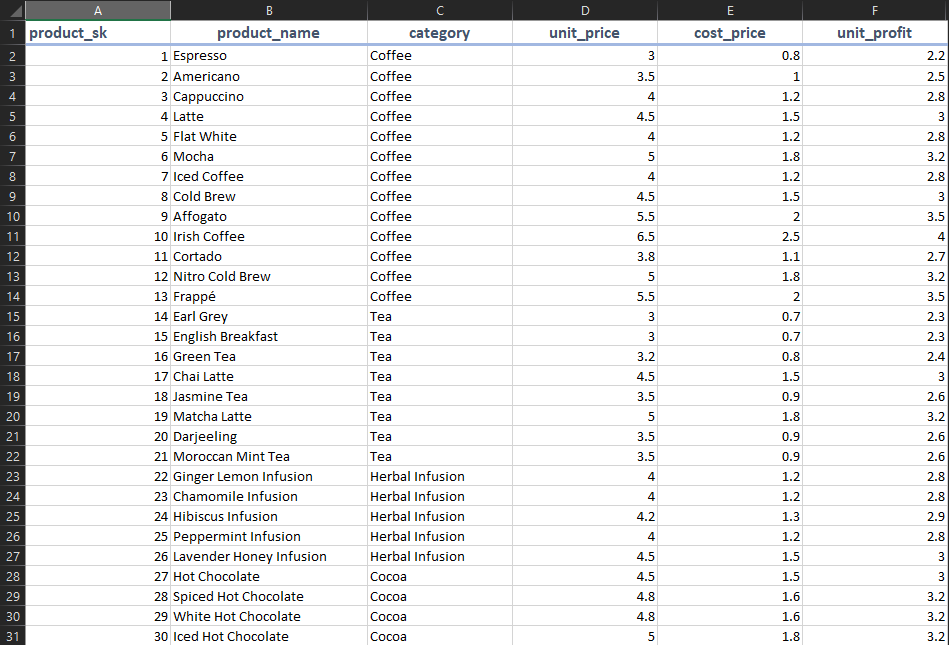 A B C D E F
1 product_sk product_name category unit_price cost_price unit_profit
2 1 Espresso Coffee 3 0.8 2.2
3 2 Americano Coffee 3.5 1 2.5
4 3 Cappuccino Coffee 4 1.2 2.8
5 4 Latte Coffee 4.5 1.5 3
6 5 Flat White Coffee 4 1.2 2.8
7 6 Mocha Coffee 5 1.8 3.2
8 7 Iced Coffee Coffee 4 1.2 2.8
9 8 Cold Brew Coffee 4.5 1.5 3
10 9 Affogato Coffee 5.5 2 3.5
11 10 Irish Coffee Coffee 6.5 2.5 4
12 11 Cortado Coffee 3.8 1.1 2.7
13 12 Nitro Cold Brew Coffee 5 1.8 3.2
14 13 Frappé Coffee 5.5 2 3.5
15 14 Earl Grey Tea 3 0.7 2.3
16 15 English Breakfast Tea 3 0.7 2.3
17 16 Green Tea Tea 3.2 0.8 2.4
18 17 Chai Latte Tea 4.5 1.5 3
19 18 Jasmine Tea Tea 3.5 0.9 2.6
20 19 Matcha Latte Tea 5 1.8 3.2
21 20 Darjeeling Tea 3.5 0.9 2.6
22 21 Moroccan Mint Tea Tea 3.5 0.9 2.6
23 22 Ginger Lemon Infusion Herbal Infusion 4 1.2 2.8
24 23 Chamomile Infusion Herbal Infusion 4 1.2 2.8
25 24 Hibiscus Infusion Herbal Infusion 4.2 1.3 2.9
26 25 Peppermint Infusion Herbal Infusion 4 1.2 2.8
27 26 Lavender Honey Infusion Herbal Infusion 4.5 1.5 3
28 27 Hot Chocolate Cocoa 4.5 1.5 3
29 28 Spiced Hot Chocolate Cocoa 4.8 1.6 3.2
30 29 White Hot Chocolate Cocoa 4.8 1.6 3.2
31 30 Iced Hot Chocolate Cocoa 5 1.8 3.2